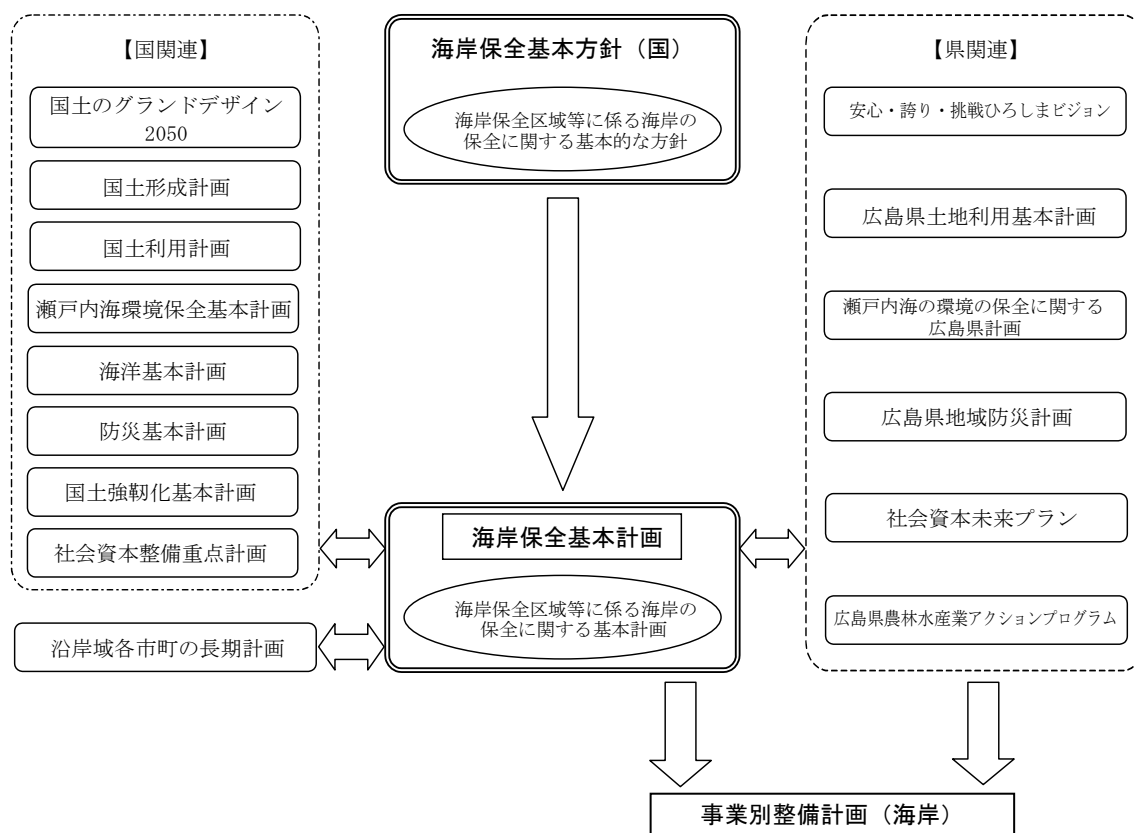 【国関連】
国土のグランドデザイン
2050
国土形成計画
国土利用計画
瀬戸内海環境保全基本計画
海洋基本計画
防災基本計画
国土強靭化基本計画
社会資本整備重点計画
沿岸域各市町の長期計画
海岸保全基本方針（国）
海岸保全区域等に係る海岸の
保全に関する基本的な方針
海岸保全基本計画
海岸保全区域等に係る海岸の
保全に関する基本計画
【県関連】
安心・誇り・挑戦ひろしまビジョン
広島県土地利用基本計画
瀬戸内海の環境の保全に関する
広島県計画
広島県地域防災計画
社会資本未来プラン
広島県農林水産業アクションプログラム
事業別整備計画（海岸）